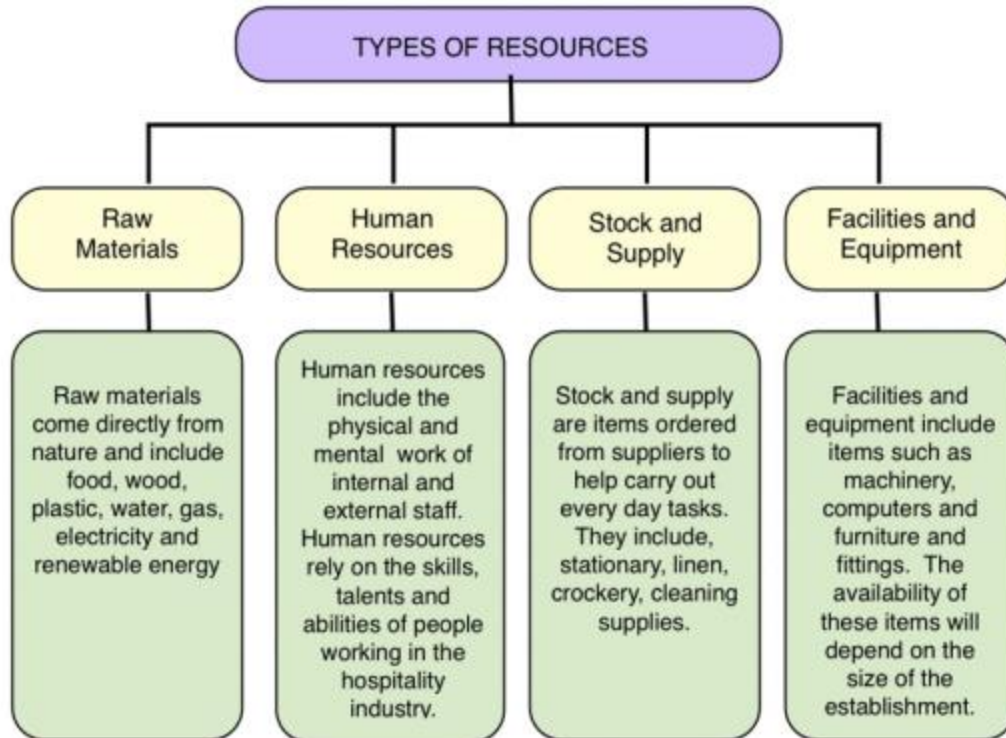 TYPES OF RESOURCES
Raw
Materials
Human
Resources
Stock and
Supply
Facilities and
Equipment
Raw materials
come directly from
nature and include
food, wood,
plastic, water, gas,
electricity and
renewable energy
Human resources
include the
physical and
mental work of
internal and
external staff.
Human resources
rely on the skills,
talents and
abilities of people
working in the
hospitality
industry.
Stock and supply
are items ordered
from suppliers to
help carry out
every day tasks.
They include,
stationary, linen,
crockery, cleaning
supplies.
Facilities and
equipment include
items such as
machinery,
computers and
furniture and
fittings. The
availability of
these items will
depend on the
size of the
establishment.